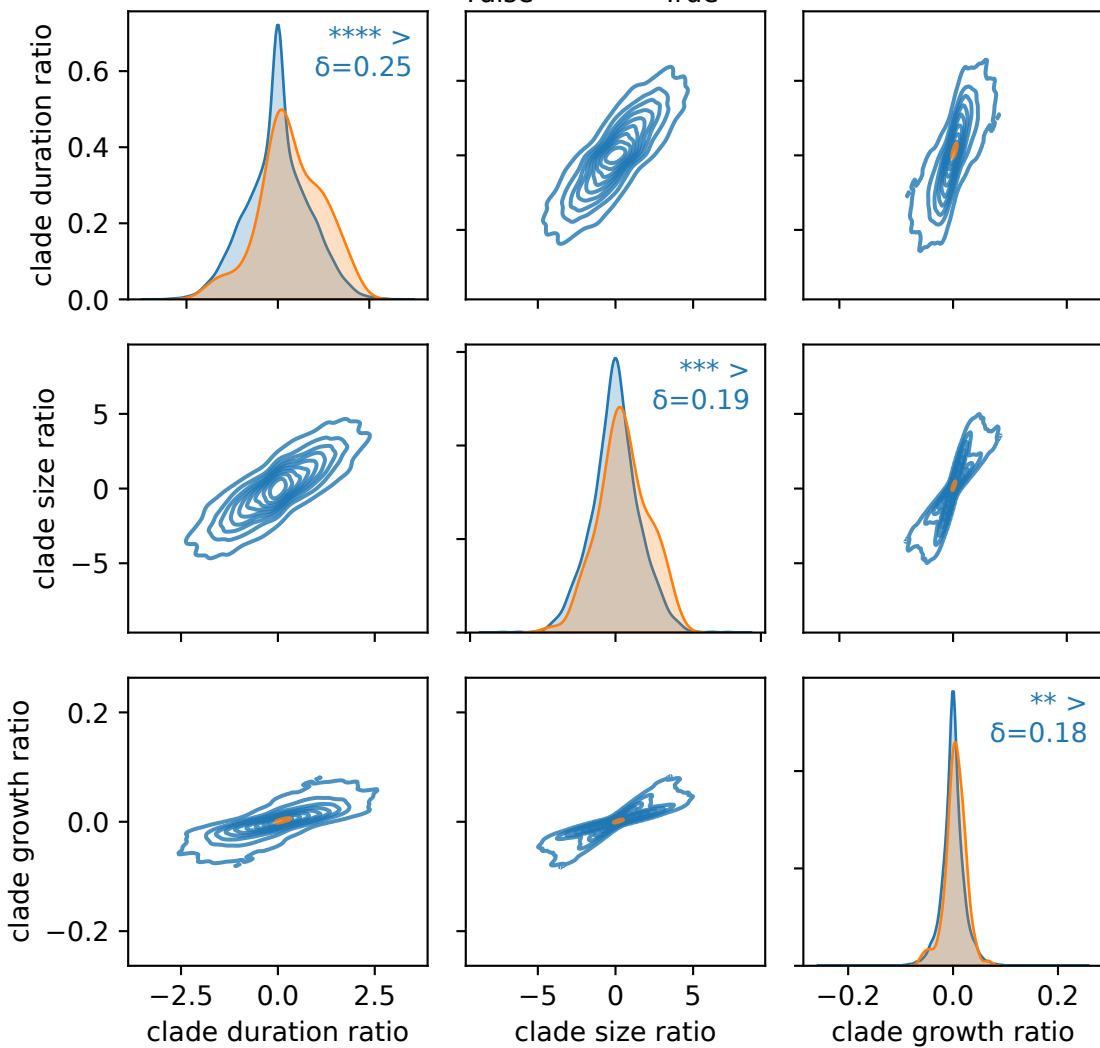 **** >
δ=0.25
clade duration ratio
0.6
0.4
0.2
0.0
*** >
δ=0.19
clade size ratio
5
0
−5
** >
δ=0.18
clade growth ratio
0.2
0.0
−0.2
−2.5 0.0 2.5
−5 0 5
−0.2 0.0 0.2
clade duration ratio
clade size ratio
clade growth ratio